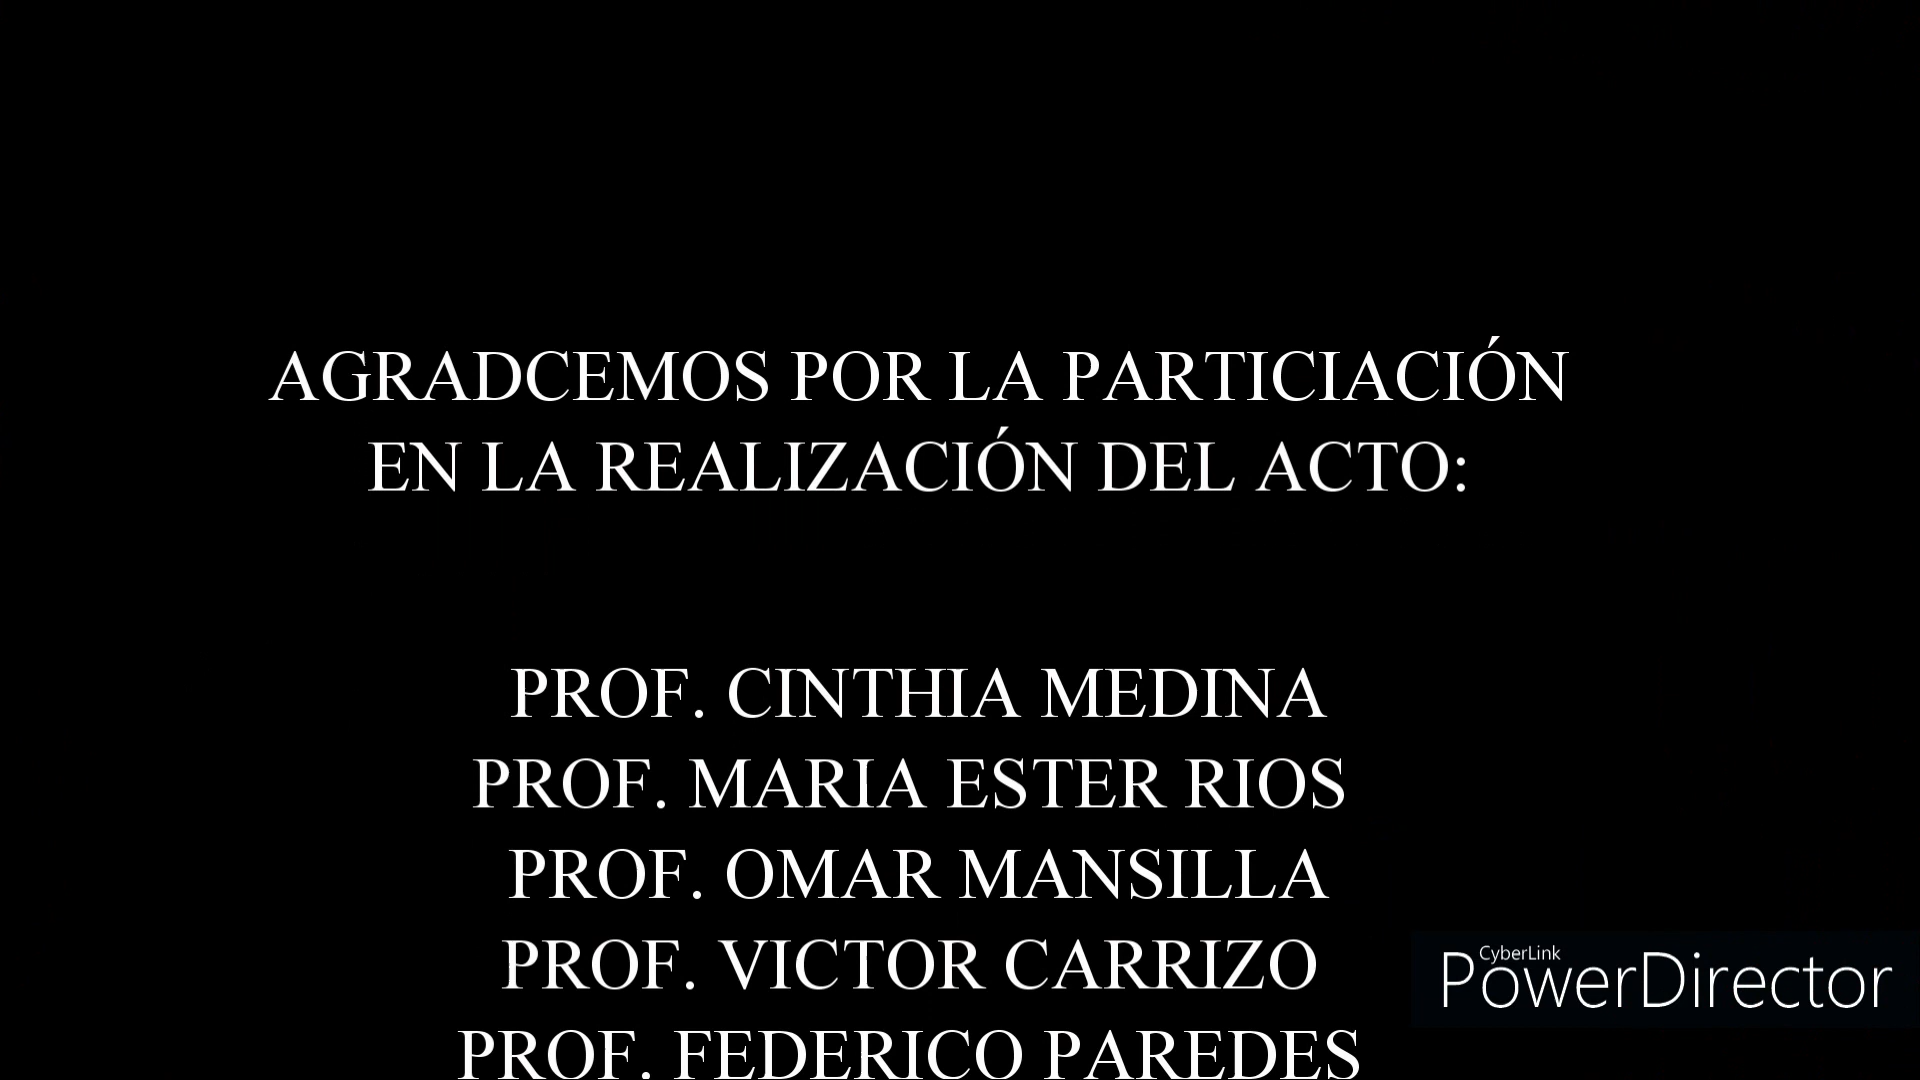 AGRADCEMOS POR LA PARTICIACIÓN
EN LA REALIZACIÓN DEL ACTO:
PROF. CINTHIA MEDINA
PROF. MARIA ESTER RIOS
PROF. OMAR MANSILLA
PROF. VICTOR CARRIZO
PROF. FEDERICO PAREDES
CyberLink
PowerDirector